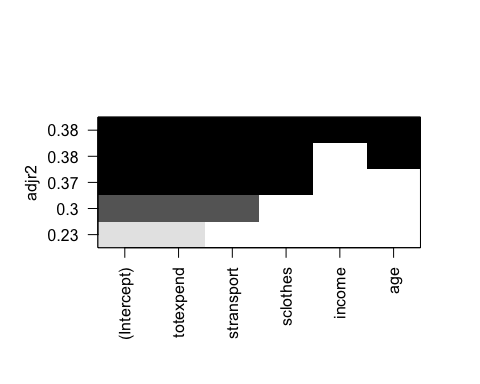 adjr2
0.38
0.38
0.37
0.3
0.23
(Intercept)
totexpend
stransport
sclothes
income
age